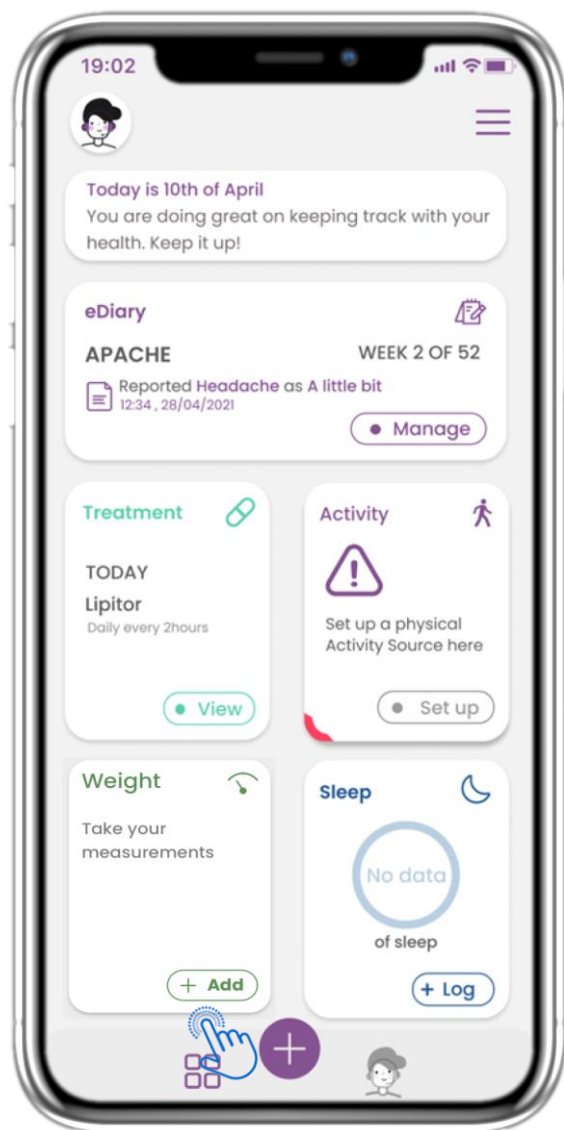 19:02
Today is 10th of April
You are doing great on keeping track with your
health. Keep it up!
eDiary
APACHE
WEEK 2 OF 52
Reported Headache as A little bit
12:34 , 28/04/2021
Manage
Treatment
TODAY
Lipitor
Daily every 2hours
View
Activity
Set up a physical
Activity Source here
Set up
Weight
Take your
measurements
+ Add
Sleep
No data
of sleep
+ Log